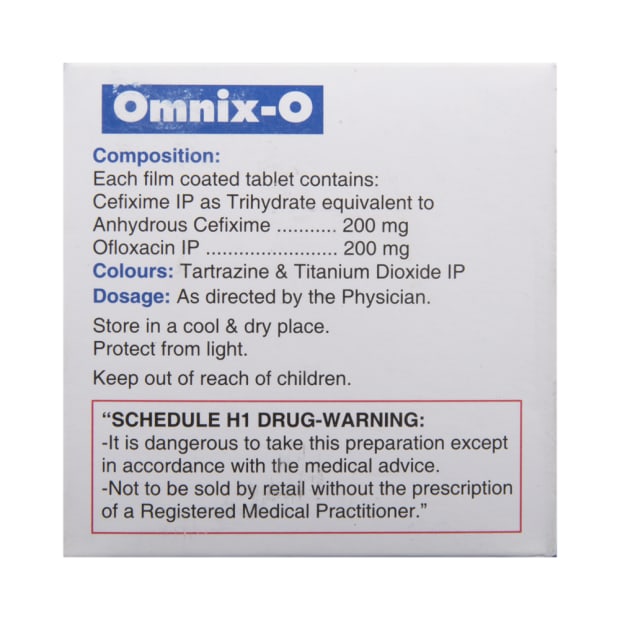 Omnix-O
Composition:
Each film coated tablet contains:
Cefixime IP as Trihydrate equivalent to
Anhydrous Cefixime ........... 200 mg
Ofloxacin IP ........................ 200 mg
Colours: Tartrazine & Titanium Dioxide IP
Dosage: As directed by the Physician.
Store in a cool & dry place.
Protect from light.
Keep out of reach of children.
“SCHEDULE H1 DRUG-WARNING:
-It is dangerous to take this preparation except
in accordance with the medical advice.
-Not to be sold by retail without the prescription
of a Registered Medical Practitioner.”